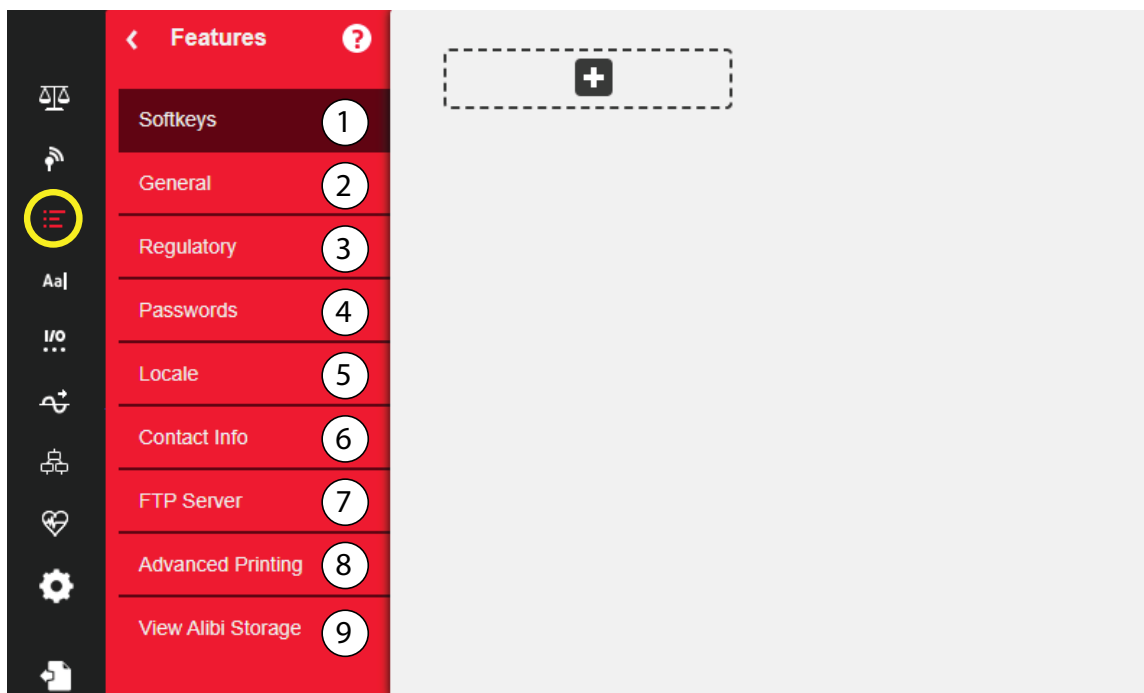 Features ?
Softkeys 1
General 2
Regulatory 3
Aa|
Passwords 4
I/O
Locale 5
Contact Info 6
FTP Server 7
Advanced Printing 8
View Alibi Storage 9